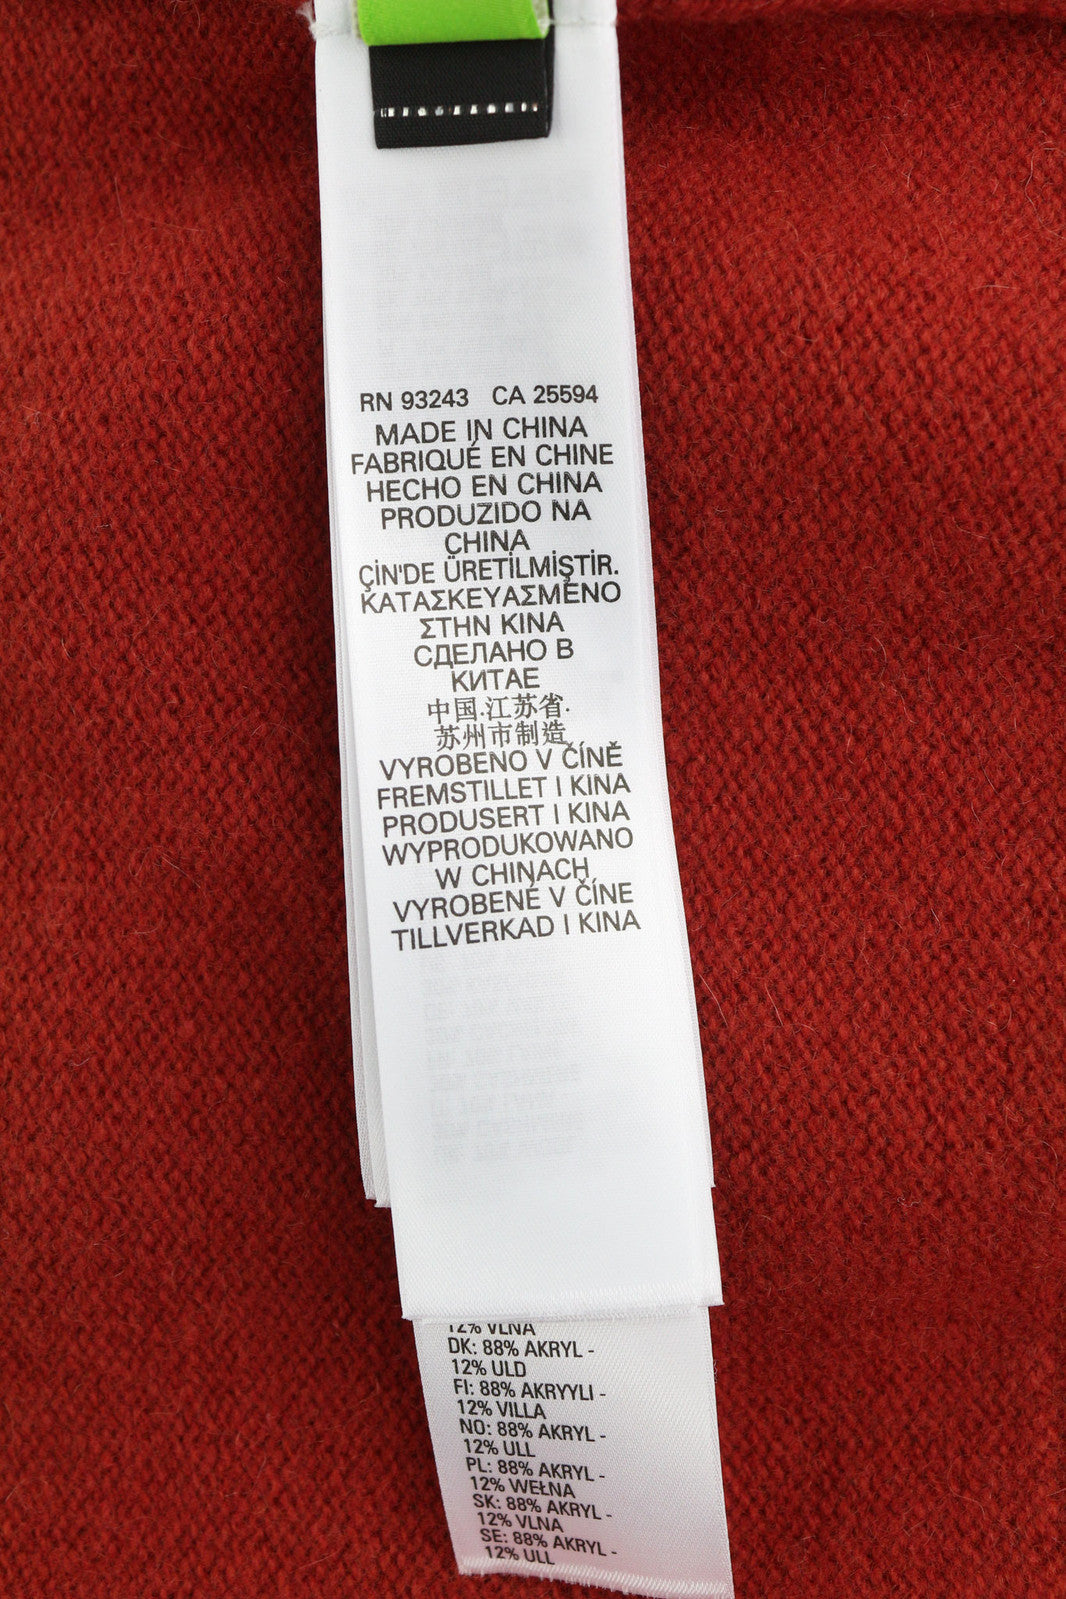 RN 93243 CA 25594
MADE IN CHINA
FABRIQUÉ EN CHINE
HECHO EN CHINA
PRODUZIDO NA
CHINA
ÇİN'DE ÜRETİLMİŞTİR.
ΚΑΤΑΣΚΕΥΑΣΜΕΝΟ
ΣΤΗΝ ΚΙΝΑ
СДЕЛАНО В
КИТАЕ
中国.江苏省.
苏州市制造
VYROBENO V ČÍNĚ
FREMSTILLET I KINA
PRODUSERT I KINA
WYPRODUKOWANO
W CHINACH
VYROBENÉ V ČÍNE
TILLVERKAD I KINA
12% VLNA
DK: 88% AKRYL -
12% ULD
FI: 88% AKRYYLI -
12% VILLA
NO: 88% AKRYL -
12% ULL
PL: 88% AKRYL -
12% WEŁNA
SK: 88% AKRYL -
12% VLNA
SE: 88% AKRYL -
12% ULL